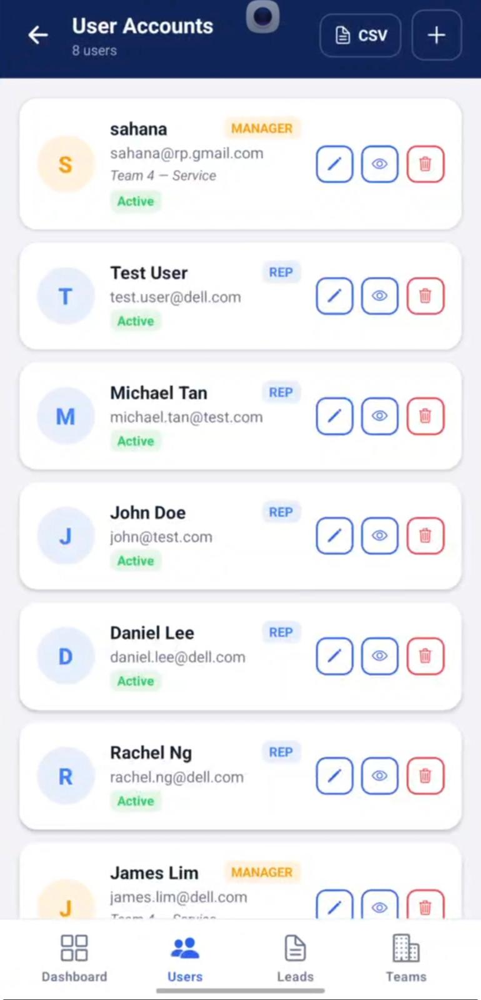 User Accounts
8 users
CSV
sahana MANAGER
S
sahana@rp.gmail.com
Team 4 – Service
Active
Test User REP
T
test.user@dell.com
Active
Michael Tan REP
M
michael.tan@test.com
Active
John Doe REP
J
john@test.com
Active
Daniel Lee REP
D
daniel.lee@dell.com
Active
Rachel Ng REP
R
rachel.ng@dell.com
Active
James Lim MANAGER
J
james.lim@dell.com
Team 4 – Service
Dashboard Users Leads Teams